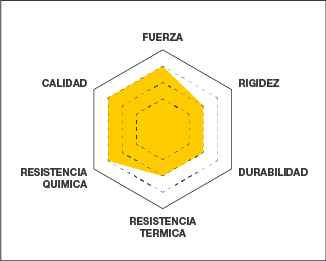 FUERZA
CALIDAD
RIGIDEZ
RESISTENCIA
QUIMICA
DURABILIDAD
RESISTENCIA
TERMICA